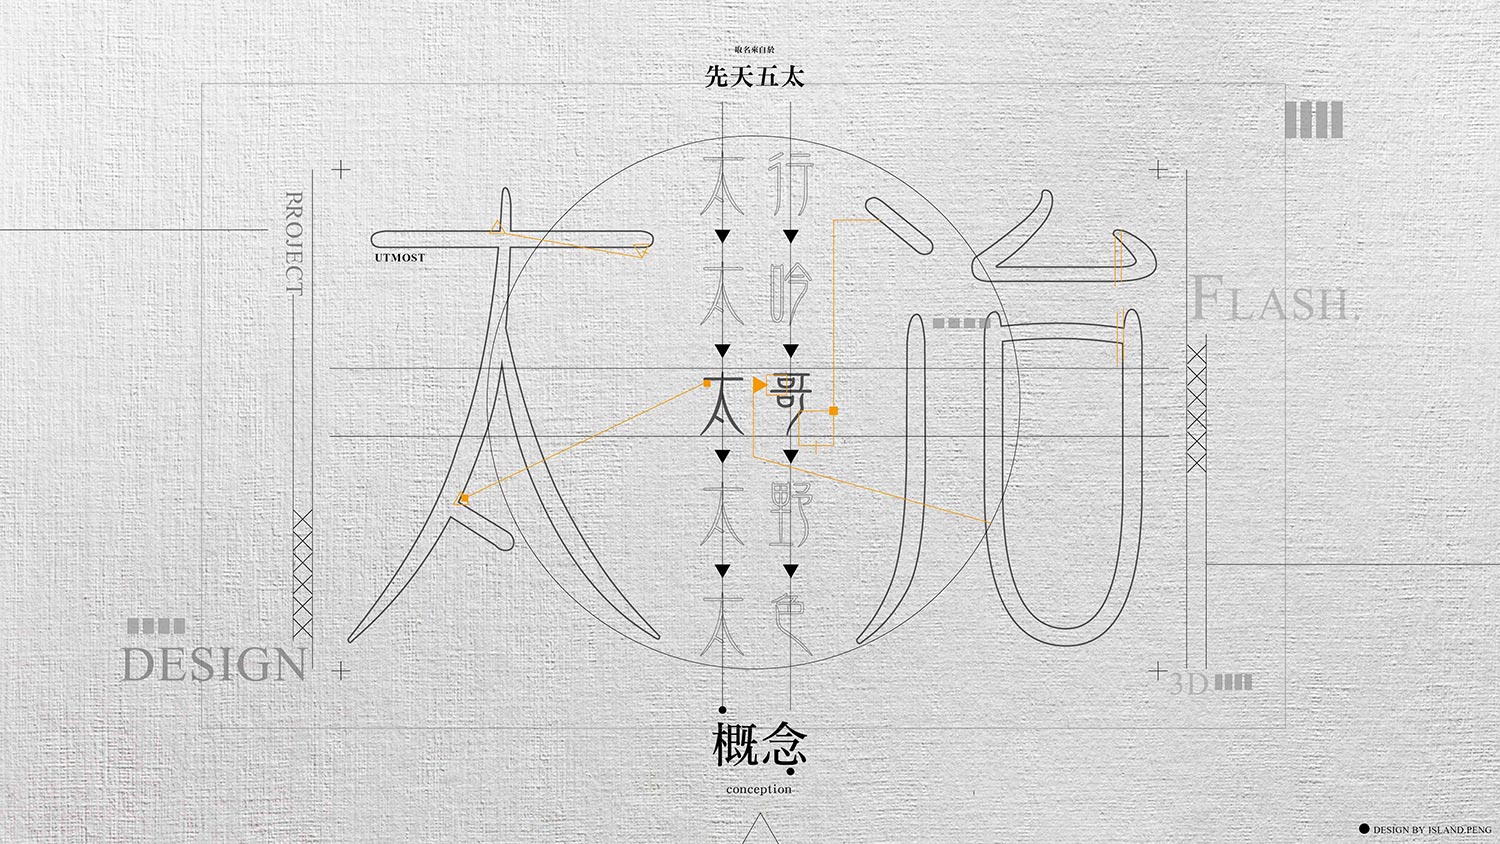 取名來自於
先天五太
RROJECT
UTMOST
太冶
太行
太吟
太哥
太野
太色
FLASH.
DESIGN
3D
概念
conception
DESIGN BY ISLAND.PENG